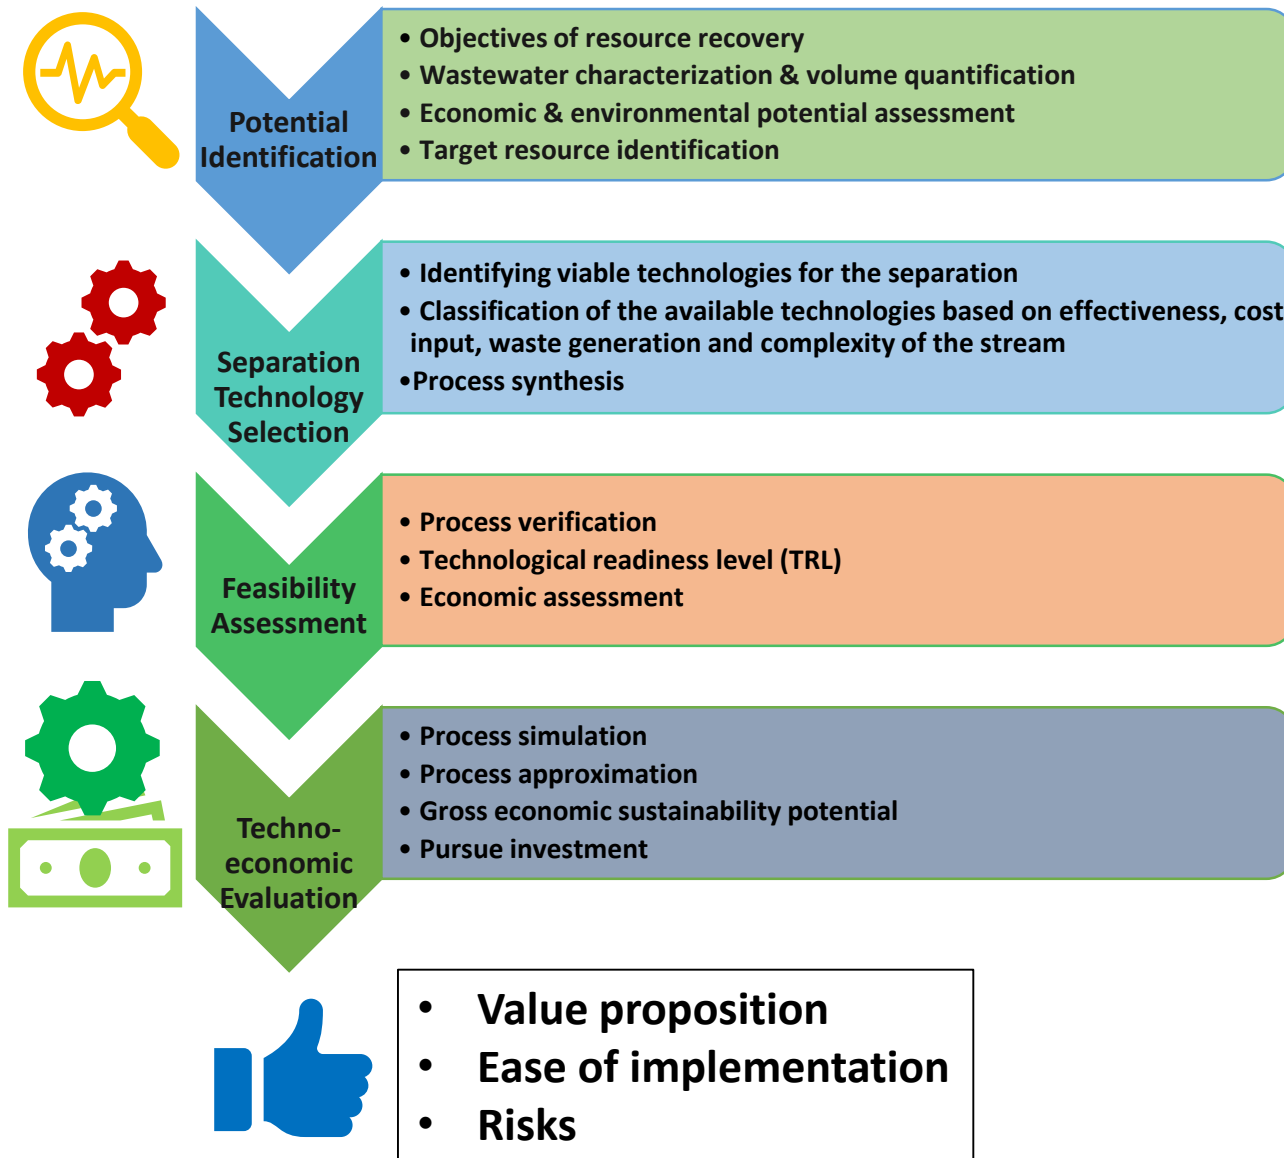 Potential
Identification
• Objectives of resource recovery
• Wastewater characterization & volume quantification
• Economic & environmental potential assessment
• Target resource identification
Separation
Technology
Selection
• Identifying viable technologies for the separation
• Classification of the available technologies based on effectiveness, cost
input, waste generation and complexity of the stream
•Process synthesis
Feasibility
Assessment
• Process verification
• Technological readiness level (TRL)
• Economic assessment
Techno-
economic
Evaluation
• Process simulation
• Process approximation
• Gross economic sustainability potential
• Pursue investment
• Value proposition
• Ease of implementation
• Risks